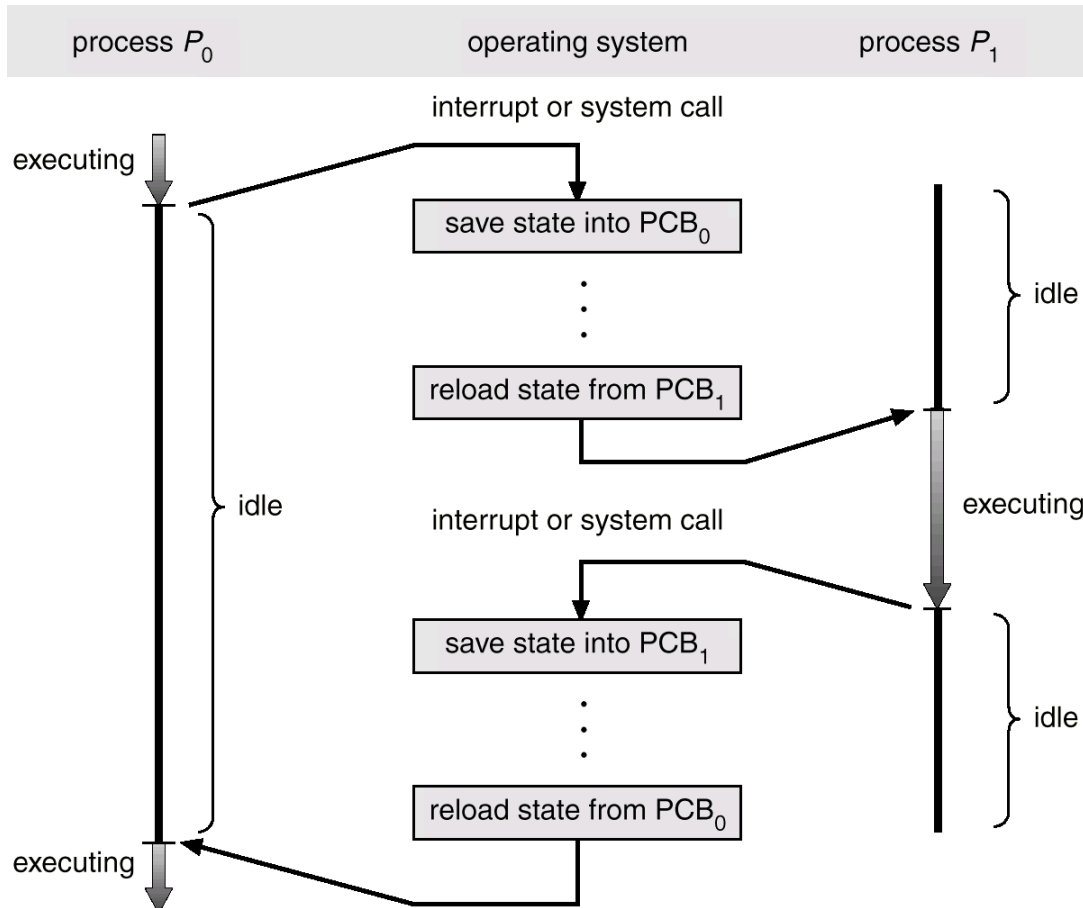 process P0
operating system
process P1
interrupt or system call
executing
save state into PCB0
idle
reload state from PCB1
idle
interrupt or system call
executing
save state into PCB1
idle
reload state from PCB0
executing